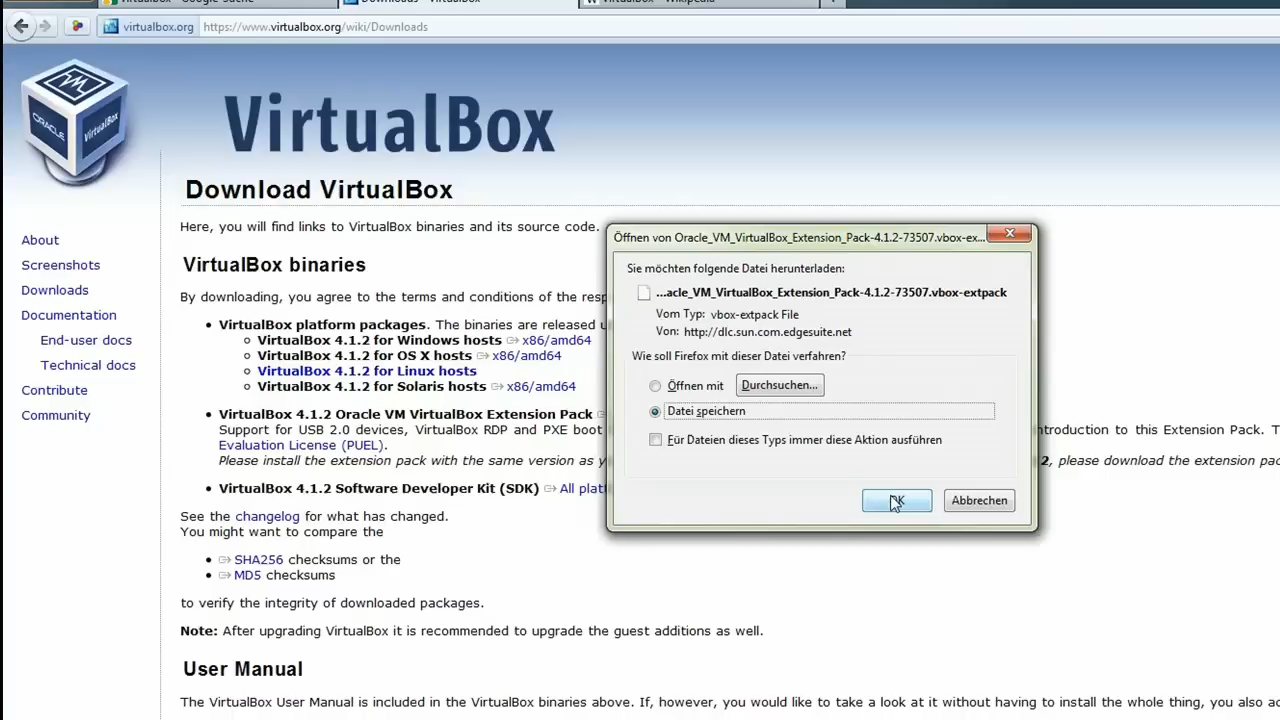 VirtualBox - Google-Suche
Downloads - VirtualBox
VirtualBox - Wikipedia
virtualbox.org
https://www.virtualbox.org/wiki/Downloads
ORACLE
VirtualBox
VirtualBox
Download VirtualBox
Here, you will find links to VirtualBox binaries and its source code.
About
Screenshots
Downloads
Documentation
End-user docs
Technical docs
Contribute
Community
VirtualBox binaries
By downloading, you agree to the terms and conditions of the
• VirtualBox platform packages. The binaries are released
VirtualBox 4.1.2 for Windows hosts x86/amd64
VirtualBox 4.1.2 for OS X hosts x86/amd64
VirtualBox 4.1.2 for Linux hosts
VirtualBox 4.1.2 for Solaris hosts x86/amd64
• VirtualBox 4.1.2 Oracle VM VirtualBox Extension Pack
Support for USB 2.0 devices, VirtualBox RDP and PXE boot
ntroduction to this Extension Pack.
Evaluation License (PUEL).
Please install the extension pack with the same version as
, please download the extension
• VirtualBox 4.1.2 Software Developer Kit (SDK) All
See the changelog for what has changed.
You might want to compare the
• SHA256 checksums or the
• MD5 checksums
to verify the integrity of downloaded packages.
Note: After upgrading VirtualBox it is recommended to upgrade the guest additions as well.
User Manual
The VirtualBox User Manual is included in the VirtualBox binaries above. If, however, you would like to take a look at it without having to install the whole thing, you also
Öffnen von Oracle_VM_VirtualBox_Extension_Pack-4.1.2-73507.vbox-ex...
Sie möchten folgende Datei herunterladen:
...acle_VM_VirtualBox_Extension_Pack-4.1.2-73507.vbox-extpack
Vom Typ: vbox-extpack File
Von: http://dlc.sun.com.edgesuite.net
Wie soll Firefox mit dieser Datei verfahren?
Öffnen mit
Durchsuchen...
Datei speichern
Für Dateien dieses Typs immer diese Aktion ausführen
OK
Abbrechen